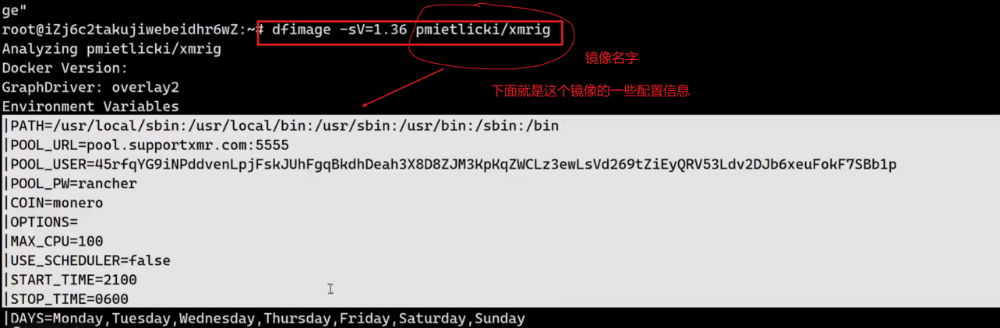 ge"
root@iZj6c2takujiwebeidhr6wZ:~# dfimage -sV=1.36 pmietlicki/xmrig
Analyzing pmietlicki/xmrig
镜像名字
Docker Version:
GraphDriver: overlay2
下面就是这个镜像的一些配置信息
Environment Variables
|PATH=/usr/local/sbin:/usr/local/bin:/usr/sbin:/usr/bin:/sbin:/bin
|POOL_URL=pool.supportxmr.com:5555
|POOL_USER=45rfqYG9iNPddvenLpjFskJUhFgqBkdhDeah3X8D8ZJM3KpKqZWCLz3ewLsVd269tZiEyQRV53Ldv2DJb6xeuFokF7SBb1p
|POOL_PW=rancher
|COIN=monero
|OPTIONS=
|MAX_CPU=100
|USE_SCHEDULER=false
|START_TIME=2100
|STOP_TIME=0600
|DAYS=Monday,Tuesday,Wednesday,Thursday,Friday,Saturday,Sunday